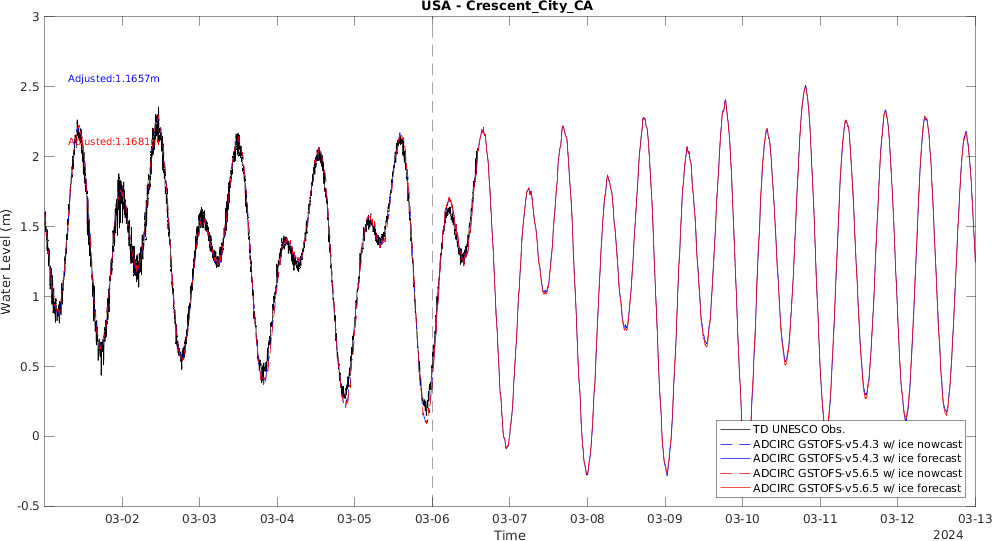 USA - Crescent_City_CA
3
2.5
2
1.5
1
0.5
0
-0.5
Water Level (m)
Adjusted:1.1657m
Adjusted:1.1681m
TD UNESCO Obs.
ADCIRC GSTOFS-v5.4.3 w/ ice nowcast
ADCIRC GSTOFS-v5.4.3 w/ ice forecast
ADCIRC GSTOFS-v5.6.5 w/ ice nowcast
ADCIRC GSTOFS-v5.6.5 w/ ice forecast
03-02 03-03 03-04 03-05 03-06 03-07 03-08 03-09 03-10 03-11 03-12 03-13
Time
2024